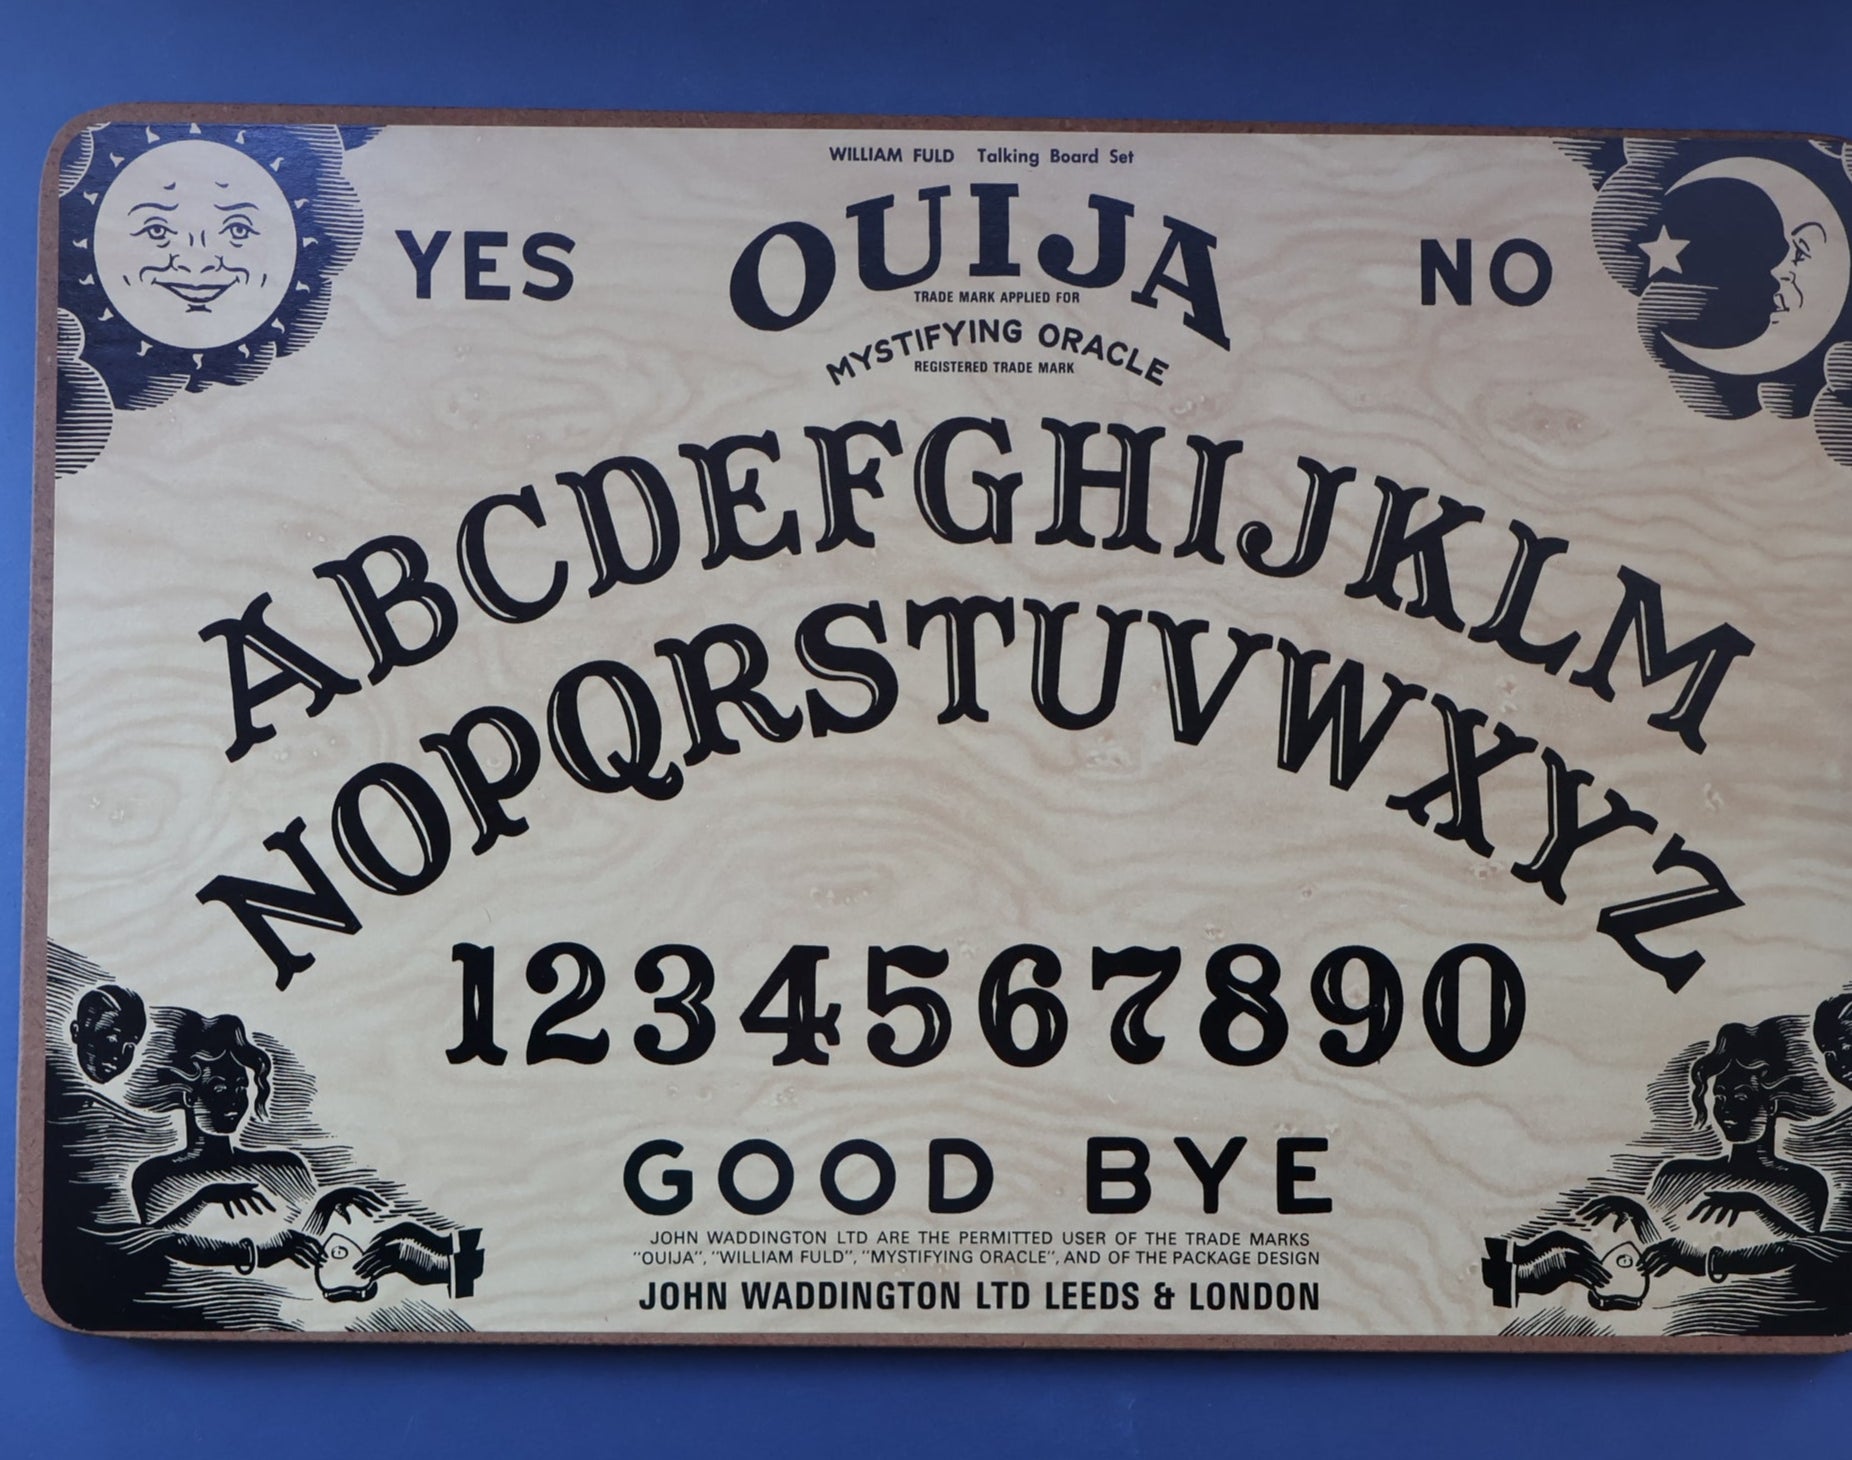 WILLIAM FULD Talking Board Set
YES
OUIJA
NO
TRADE MARK APPLIED FOR
MYSTIFYING ORACLE
REGISTERED TRADE MARK
ABCDEFGHIJKLM
NOPQRSTUVWXYZ
1234567890
GOOD BYE
JOHN WADDINGTON LTD ARE THE PERMITTED USER OF THE TRADE MARKS
"OUIJA", "WILLIAM FULD", "MYSTIFYING ORACLE", AND OF THE PACKAGE DESIGN
JOHN WADDINGTON LTD LEEDS & LONDON